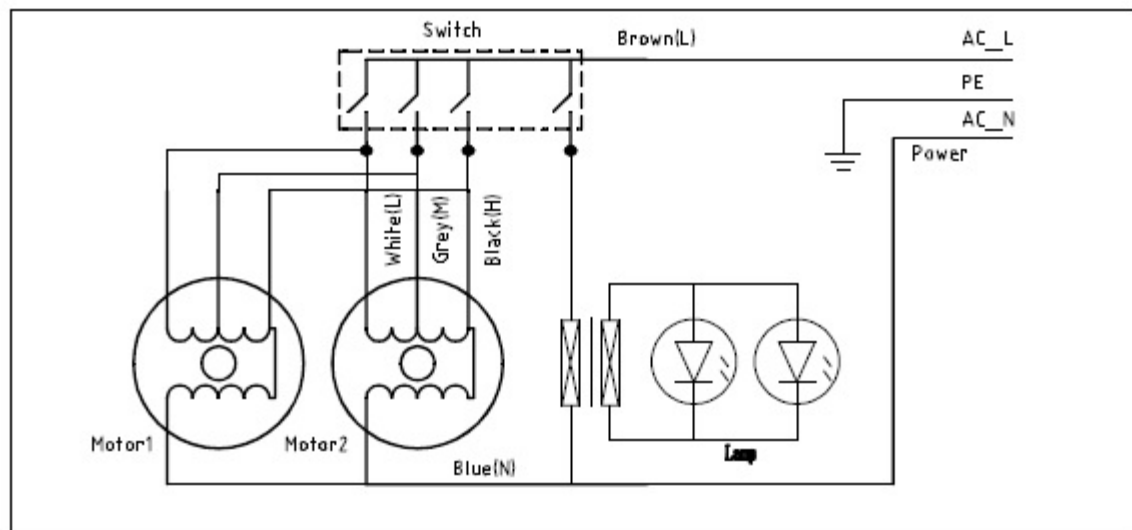 Switch
Brown(L)
AC_L
PE
AC_N
Power
White(L)
Grey(M)
Black(H)
Motor1
Motor2
Blue(N)
Lamp